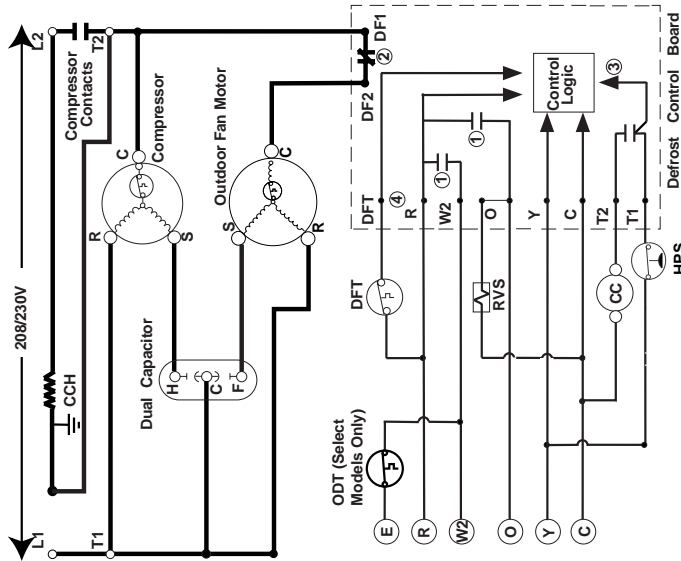 208/230V
L2
T2
L1
T1
Compressor
Contacts
CCH
Compressor
C
R
S
Outdoor Fan Motor
C
S
R
Dual Capacitor
H
C
F
DF1
2
DF2
Defrost Control Board
Control
Logic
3
1
1
4
DFT
R
W2
O
Y
C
T2
T1
DFT
RVS
CC
HPS
ODT (Select
Models Only)
E
R
W2
O
Y
C